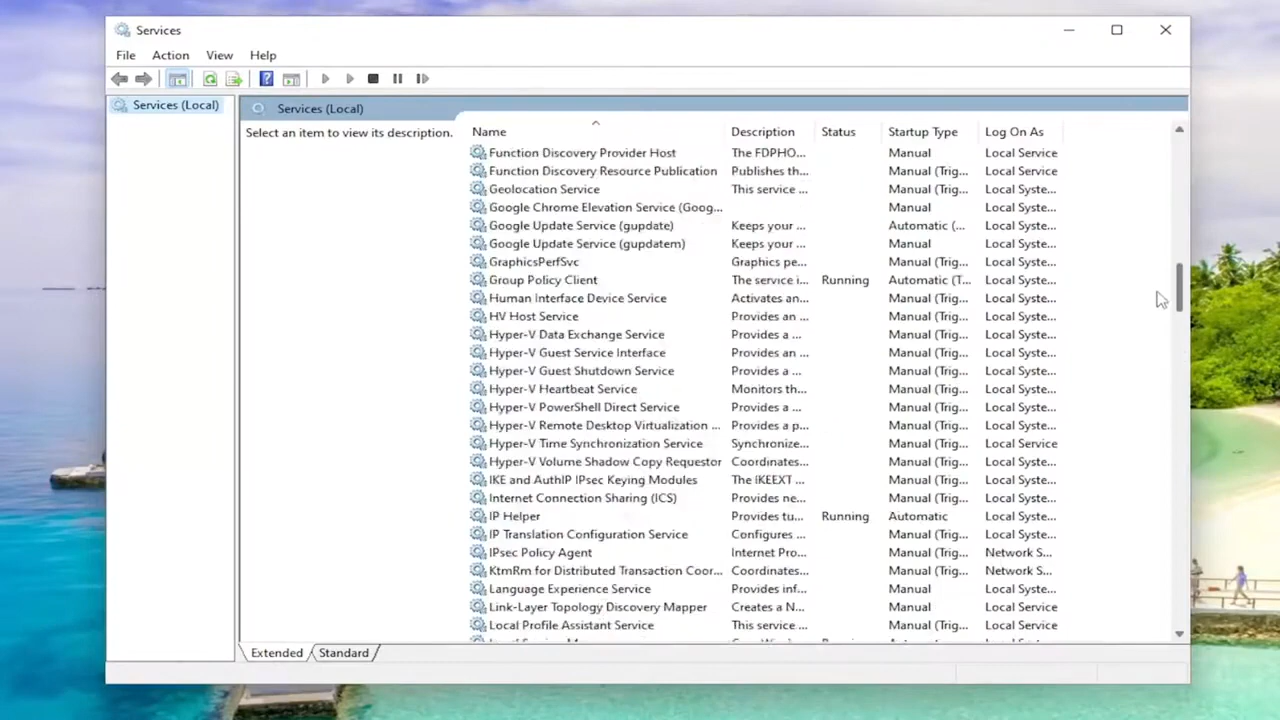 Services
File Action View Help
Services (Local)
Services (Local)
Select an item to view its description.
Name Description Status Startup Type Log On As
Function Discovery Provider Host The FDPHO... Manual Local Service
Function Discovery Resource Publication Publishes th... Manual (Trig... Local Service
Geolocation Service This service ... Manual (Trig... Local Syste...
Google Chrome Elevation Service (Goog... Manual Local Syste...
Google Update Service (gupdate) Keeps your ... Automatic (... Local Syste...
Google Update Service (gupdatem) Keeps your ... Manual Local Syste...
GraphicsPerfSvc Graphics pe... Manual (Trig... Local Syste...
Group Policy Client The service i... Running Automatic (T... Local Syste...
Human Interface Device Service Activates an... Manual (Trig... Local Syste...
HV Host Service Provides an ... Manual (Trig... Local Syste...
Hyper-V Data Exchange Service Provides a ... Manual (Trig... Local Syste...
Hyper-V Guest Service Interface Provides an ... Manual (Trig... Local Syste...
Hyper-V Guest Shutdown Service Provides a ... Manual (Trig... Local Syste...
Hyper-V Heartbeat Service Monitors th... Manual (Trig... Local Syste...
Hyper-V PowerShell Direct Service Provides a ... Manual (Trig... Local Syste...
Hyper-V Remote Desktop Virtualization ... Provides a p... Manual (Trig... Local Syste...
Hyper-V Time Synchronization Service Synchronize... Manual (Trig... Local Service
Hyper-V Volume Shadow Copy Requestor Coordinates... Manual (Trig... Local Syste...
IKE and AuthIP IPsec Keying Modules The IKEEXT ... Manual (Trig... Local Syste...
Internet Connection Sharing (ICS) Provides ne... Manual (Trig... Local Syste...
IP Helper Provides tu... Running Automatic Local Syste...
IP Translation Configuration Service Configures ... Manual (Trig... Local Syste...
IPsec Policy Agent Internet Pro... Manual (Trig... Network S...
KtmRm for Distributed Transaction Coor... Coordinates... Manual (Trig... Network S...
Language Experience Service Provides inf... Manual Local Syste...
Link-Layer Topology Discovery Mapper Creates a N... Manual Local Service
Local Profile Assistant Service This service ... Manual (Trig... Local Service
Extended Standard